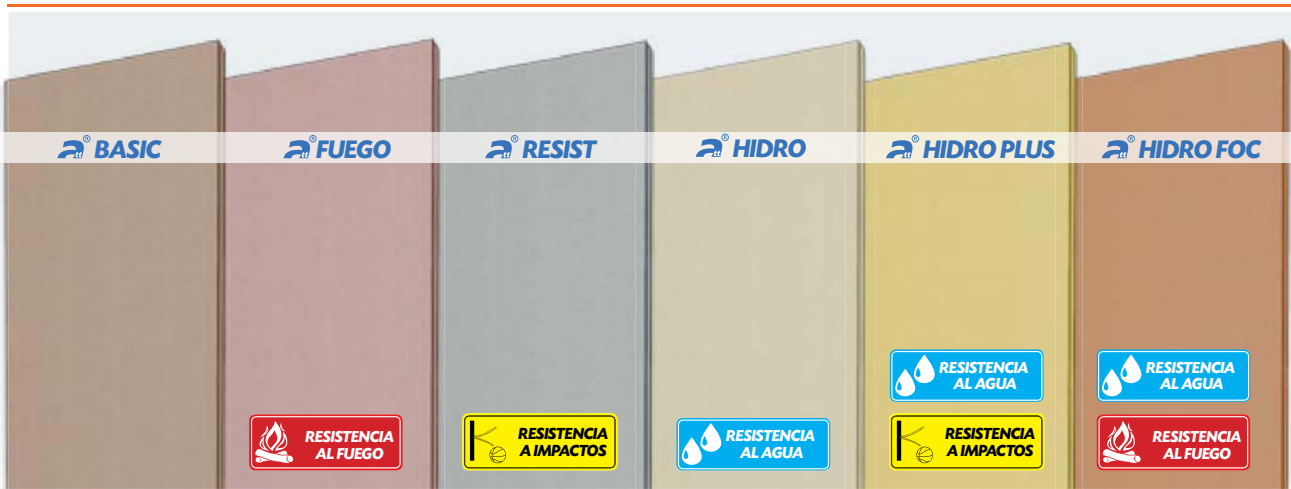 ® BASIC
® FUEGO
® RESIST
® HIDRO
® HIDRO PLUS
® HIDRO FOC
RESISTENCIA
AL AGUA
RESISTENCIA
AL AGUA
RESISTENCIA
AL FUEGO
RESISTENCIA
A IMPACTOS
RESISTENCIA
AL AGUA
RESISTENCIA
A IMPACTOS
RESISTENCIA
AL FUEGO